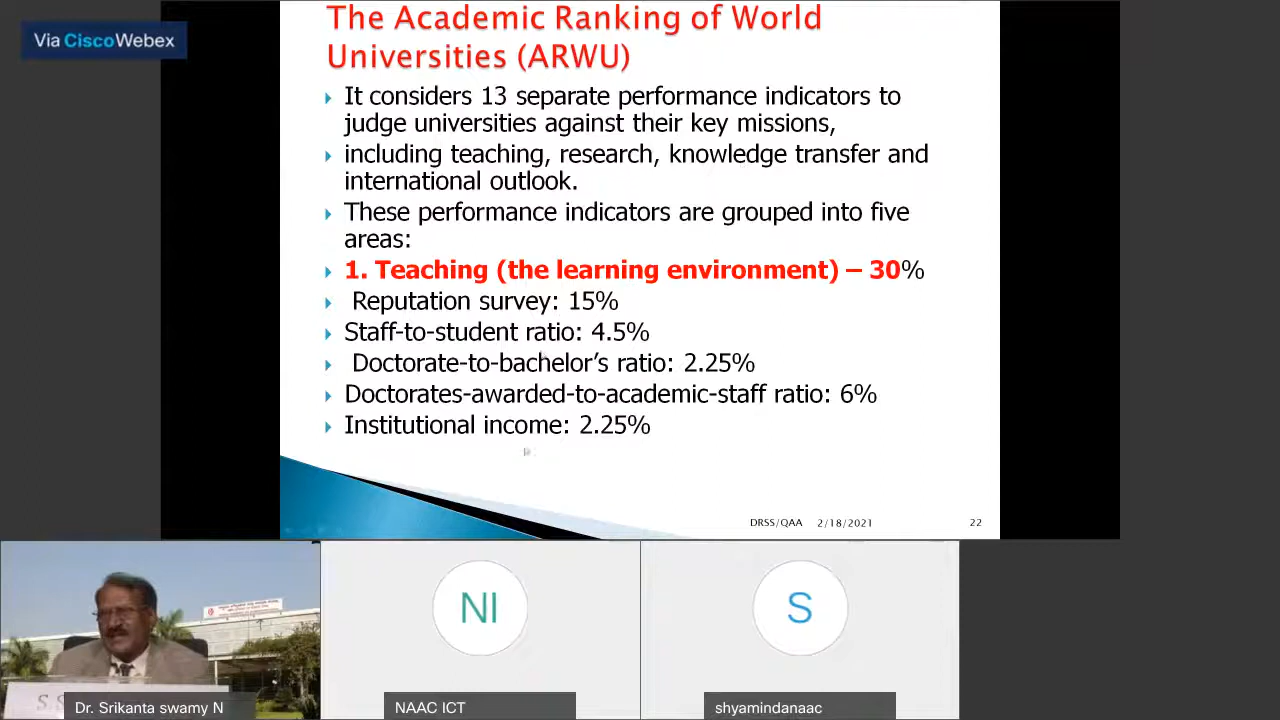 Via CiscoWebex
The Academic Ranking of World
Universities (ARWU)
It considers 13 separate performance indicators to
judge universities against their key missions,
including teaching, research, knowledge transfer and
international outlook.
These performance indicators are grouped into five
areas:
1. Teaching (the learning environment) – 30%
Reputation survey: 15%
Staff-to-student ratio: 4.5%
Doctorate-to-bachelor’s ratio: 2.25%
Doctorates-awarded-to-academic-staff ratio: 6%
Institutional income: 2.25%
DRSS/QAA 2/18/2021 22
NI
S
Dr. Srikanta swamy N
NAAC ICT
shyamindanaac